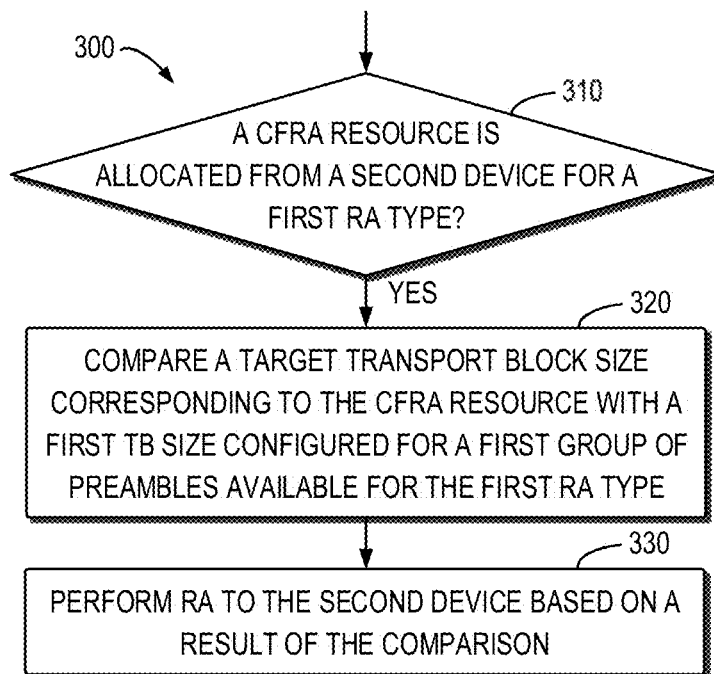 300
310
A CFRA RESOURCE IS
ALLOCATED FROM A SECOND DEVICE FOR A
FIRST RA TYPE?
YES
320
COMPARE A TARGET TRANSPORT BLOCK SIZE
CORRESPONDING TO THE CFRA RESOURCE WITH A
FIRST TB SIZE CONFIGURED FOR A FIRST GROUP OF
PREAMBLES AVAILABLE FOR THE FIRST RA TYPE
330
PERFORM RA TO THE SECOND DEVICE BASED ON A
RESULT OF THE COMPARISON